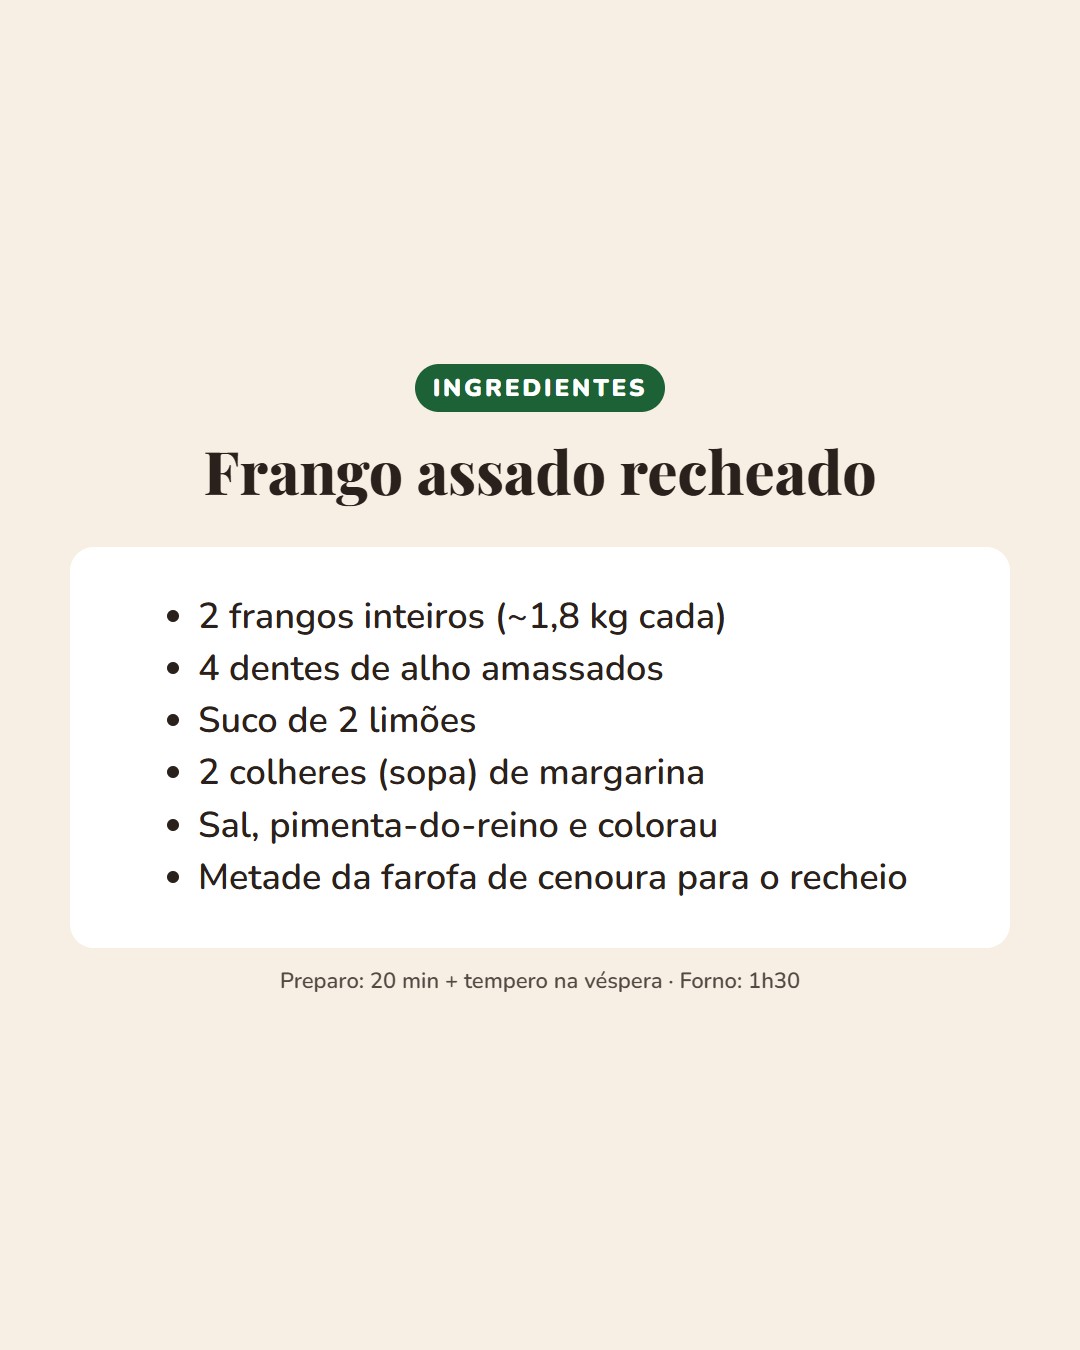 INGREDIENTES
Frango assado recheado
• 2 frangos inteiros (~1,8 kg cada)
• 4 dentes de alho amassados
• Suco de 2 limões
• 2 colheres (sopa) de margarina
• Sal, pimenta-do-reino e colorau
• Metade da farofa de cenoura para o recheio
Preparo: 20 min + tempero na véspera · Forno: 1h30